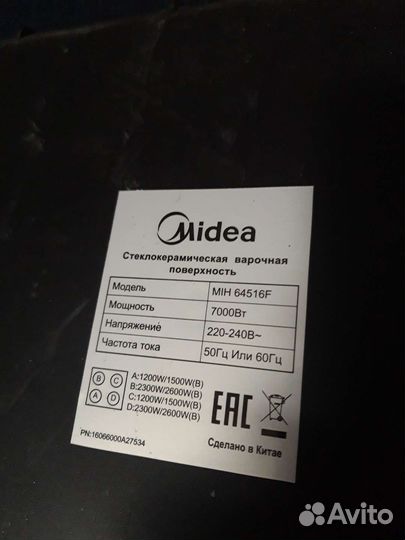 Midea
Стеклокерамическая варочная
поверхность
Модель MIH 64516F
Мощность 7000Вт
Напряжение 220-240В~
Частота тока 50Гц Или 60Гц
B C
A D
A:1200W/1500W(B)
B:2300W/2600W(B)
C:1200W/1500W(B)
D:2300W/2600W(B)
EAC
PN:16066000A27534
Сделано в Китае
Avito